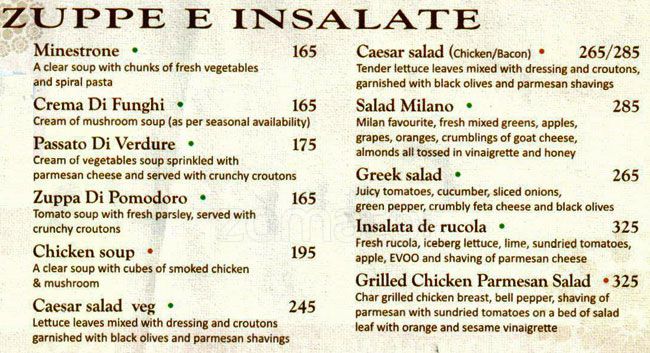 ZUPPE E INSALATE
Minestrone • 165
A clear soup with chunks of fresh vegetables
and spiral pasta
Crema Di Funghi • 165
Cream of mushroom soup (as per seasonal availability)
Passato Di Verdure • 175
Cream of vegetables soup sprinkled with
parmesan cheese and served with crunchy croutons
Zuppa Di Pomodoro • 165
Tomato soup with fresh parsley, served with
crunchy croutons
Chicken soup • 195
A clear soup with cubes of smoked chicken
& mushroom
Caesar salad veg • 245
Lettuce leaves mixed with dressing and croutons
garnished with black olives and parmesan shavings
Caesar salad (Chicken/Bacon) • 265/285
Tender lettuce leaves mixed with dressing and croutons,
garnished with black olives and parmesan shavings
Salad Milano • 285
Milan favourite, fresh mixed greens, apples,
grapes, oranges, crumblings of goat cheese,
almonds all tossed in vinaigrette and honey
Greek salad • 265
Juicy tomatoes, cucumber, sliced onions,
green pepper, crumbly feta cheese and black olives
Insalata de rucola • 325
Fresh rucola, iceberg lettuce, lime, sundried tomatoes,
apple, EVOO and shaving of parmesan cheese
Grilled Chicken Parmesan Salad • 325
Char grilled chicken breast, bell pepper, shaving of
parmesan with sundried tomatoes on a bed of salad
leaf with orange and sesame vinaigrette